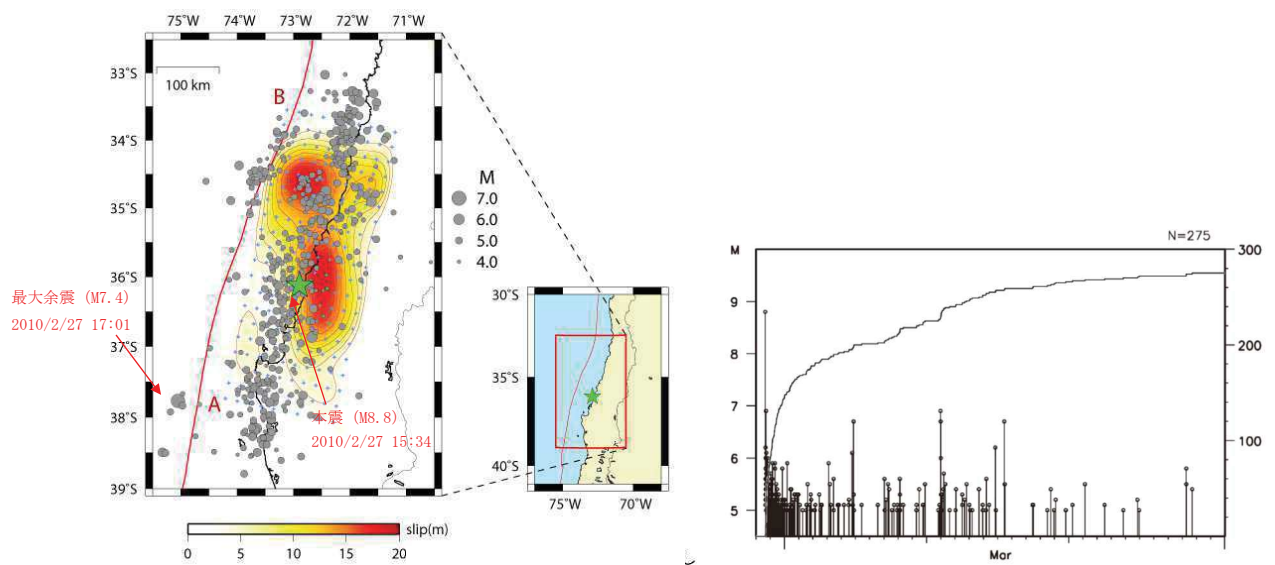 75°W 74°W 73°W 72°W 71°W
33°S
100 km
B
34°S
35°S
M
7.0
6.0
5.0
4.0
36°S
最大余震 (M7.4)
2010/2/27 17:01
37°S
A
38°S
本震 (M8.8)
2010/2/27 15:34
39°S
slip(m)
0 5 10 15 20
30°S
35°S
40°S
75°W 70°W
N=275
M
300
9
8
200
7
6
100
5
Mar